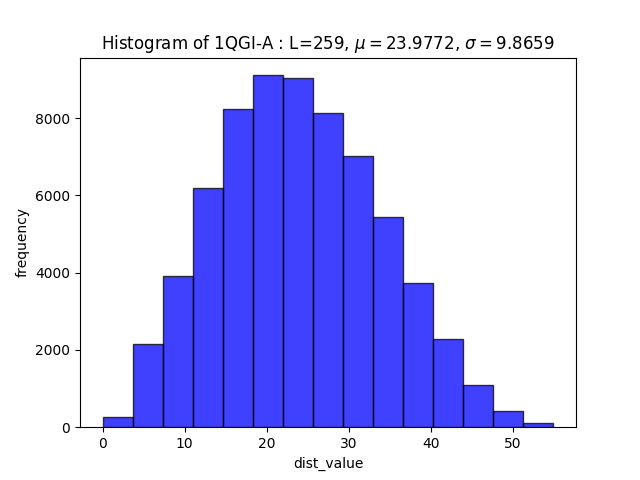 Histogram of 1QGI-A : L=259, μ = 23.9772, σ = 9.8659
8000
6000
4000
2000
0
frequency
0 10 20 30 40 50
dist_value